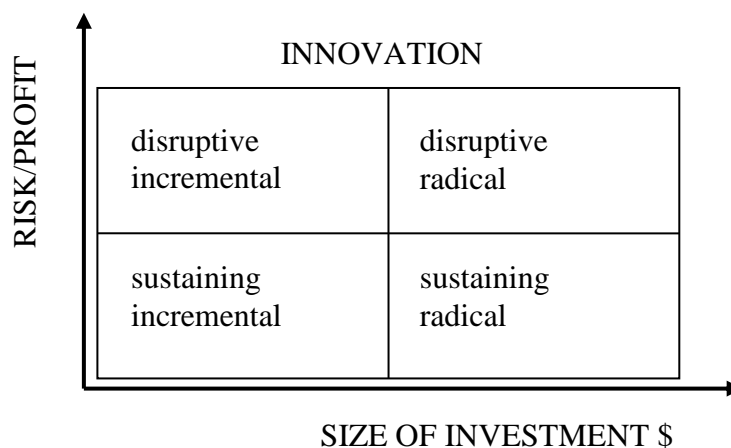 INNOVATION
RISK/PROFIT
disruptive
incremental
disruptive
radical
sustaining
incremental
sustaining
radical
SIZE OF INVESTMENT $